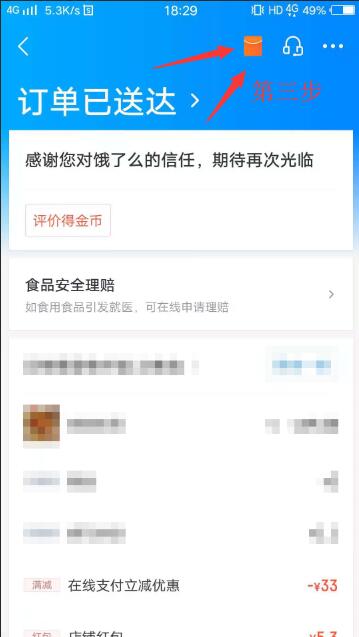 4G 5.3K/s S 18:29 HD 4G 49%
订单已送达
第三步
感谢您对饿了么的信任，期待再次光临
评价得金币
食品安全理赔
如食用食品引发就医，可在线申请理赔
满减 在线支付立减优惠 -¥33
红包 店铺红包 ¥5.3